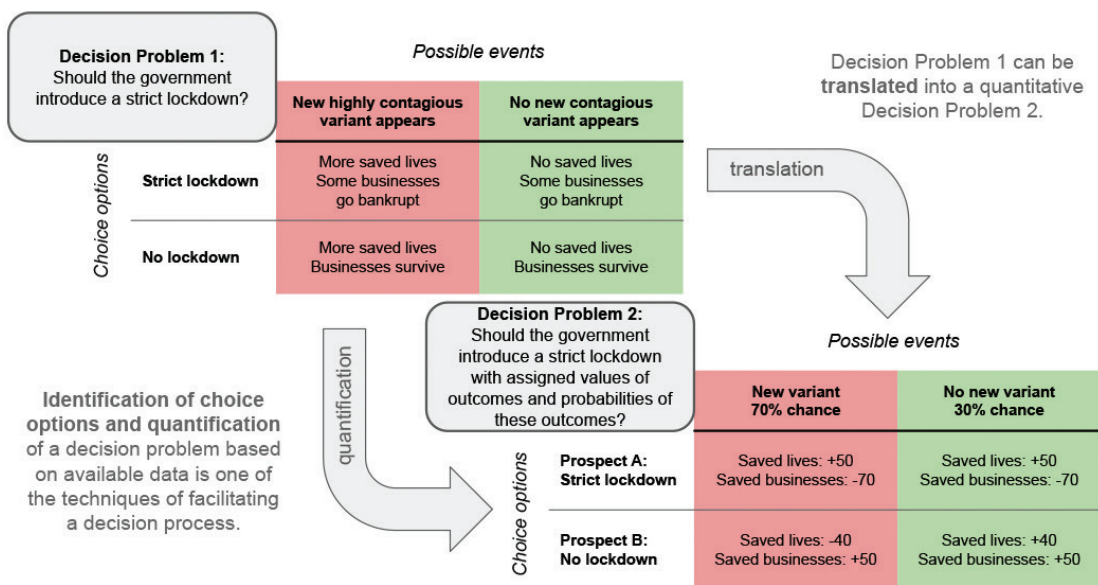 Decision Problem 1:
Should the government
introduce a strict lockdown?
Possible events
New highly contagious
variant appears
No new contagious
variant appears
Choice options
Strict lockdown
More saved lives
Some businesses
go bankrupt
No saved lives
Some businesses
go bankrupt
No lockdown
More saved lives
Businesses survive
No saved lives
Businesses survive
Decision Problem 1 can be
translated into a quantitative
Decision Problem 2.
translation
quantification
Identification of choice
options and quantification
of a decision problem based
on available data is one of
the techniques of facilitating
a decision process.
Decision Problem 2:
Should the government
introduce a strict lockdown
with assigned values of
outcomes and probabilities of
these outcomes?
Possible events
New variant
70% chance
No new variant
30% chance
Choice options
Prospect A:
Strict lockdown
Saved lives: +50
Saved businesses: -70
Saved lives: +50
Saved businesses: -70
Prospect B:
No lockdown
Saved lives: -40
Saved businesses: +50
Saved lives: +40
Saved businesses: +50